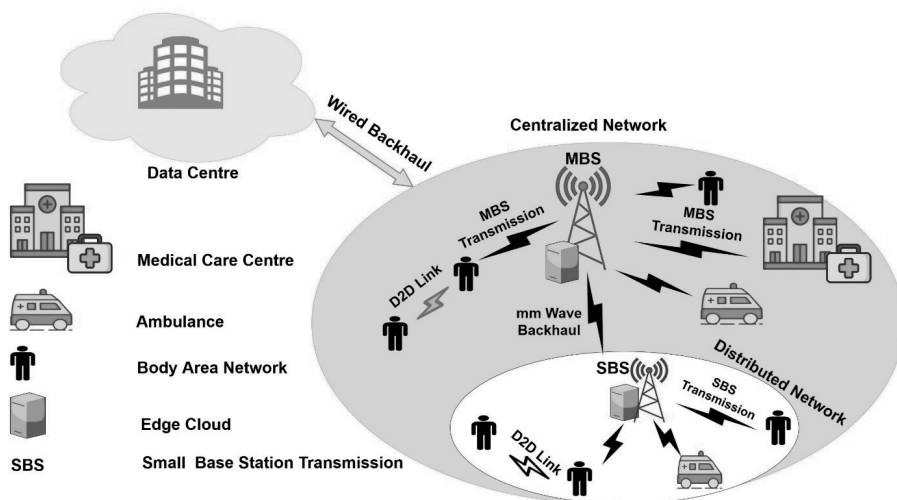 Wired Backhaul
Data Centre
Centralized Network
MBS
MBS
Transmission
MBS
Transmission
D2D Link
mm Wave
Backhaul
Distributed Network
SBS
SBS
Transmission
D2D Link
Medical Care Centre
Ambulance
Body Area Network
Edge Cloud
SBS
Small Base Station Transmission